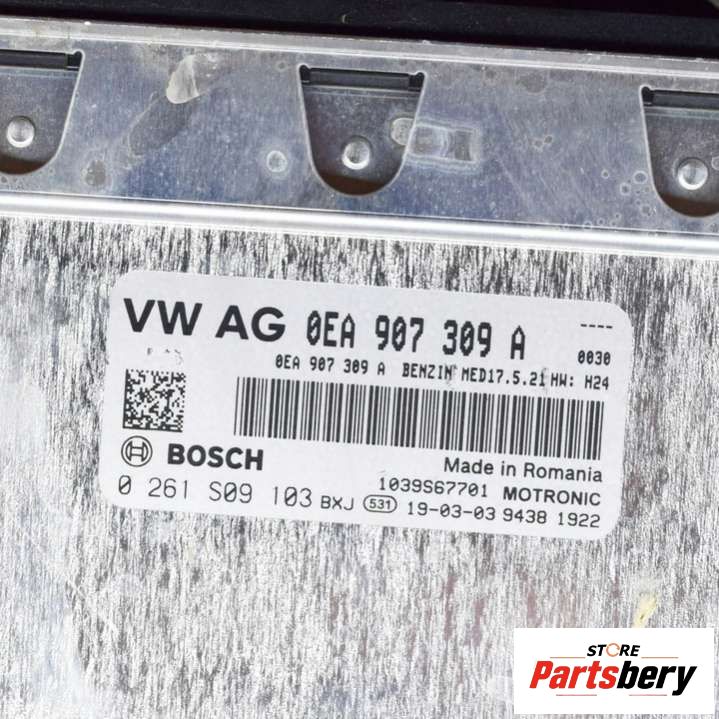 VW AG 0EA 907 309 A ----
0030
0EA 907 309 A BENZIN MED17.5.21 HW: H24
BOSCH
Made in Romania
1039S67701 MOTRONIC
0 261 S09 103 BXJ 531 19-03-03 9438 1922
STORE
Partsbery